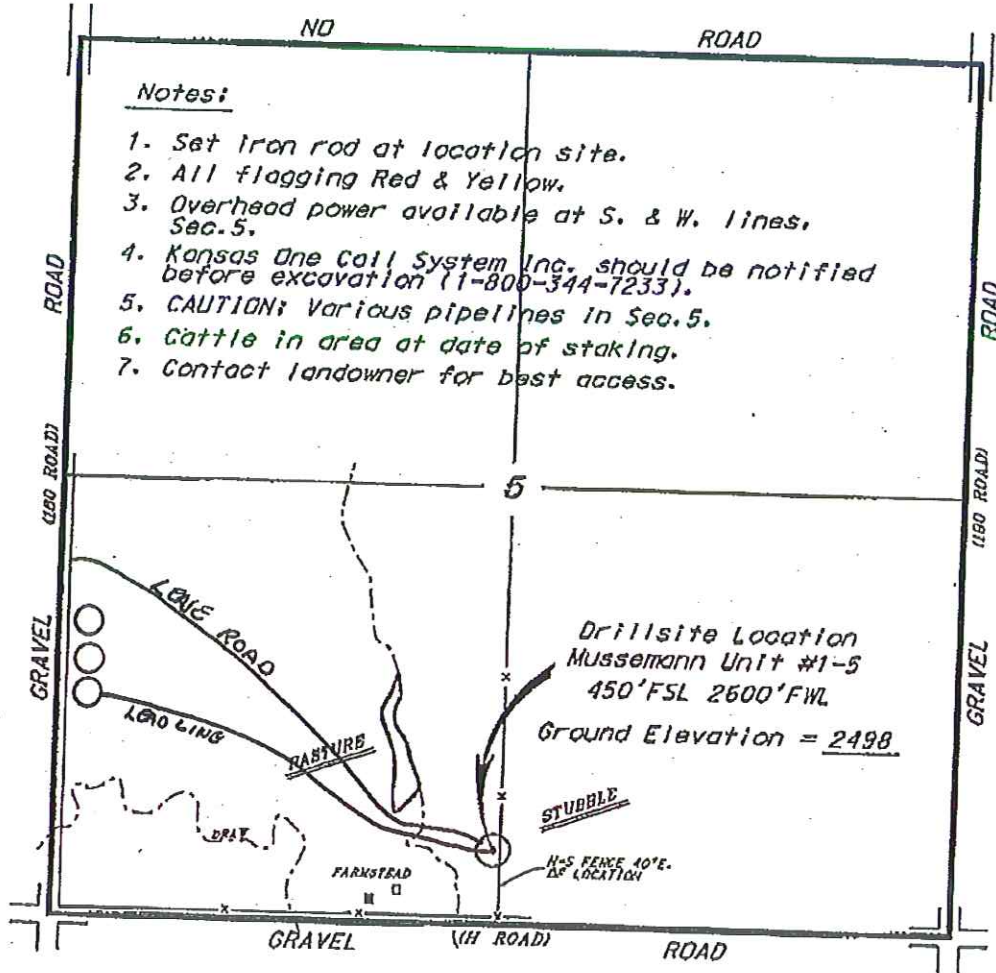 NO ROAD
Notes:
1. Set iron rod at location site.
2. All flagging Red & Yellow.
3. Overhead power available at S. & W. lines,
Sec.5.
4. Kansas One Call System Inc. should be notified
before excavation (1-800-344-7233).
5. CAUTION: Various pipelines in Sec.5.
6. Cattle in area at date of staking.
7. Contact landowner for best access.
ROAD
ROAD
(180 ROAD)
(190 ROAD)
5
LEASE ROAD
GRAVEL
GRAVEL
Drillsite Location
Mussemann Unit #1-5
450'FSL 2600'FWL
Ground Elevation = 2498
LEAD LINE
PASTURE
STUBBLE
DRAW
FARMSTEAD
N-S FENCE 40'E.
OF LOCATION
GRAVEL (H ROAD) ROAD